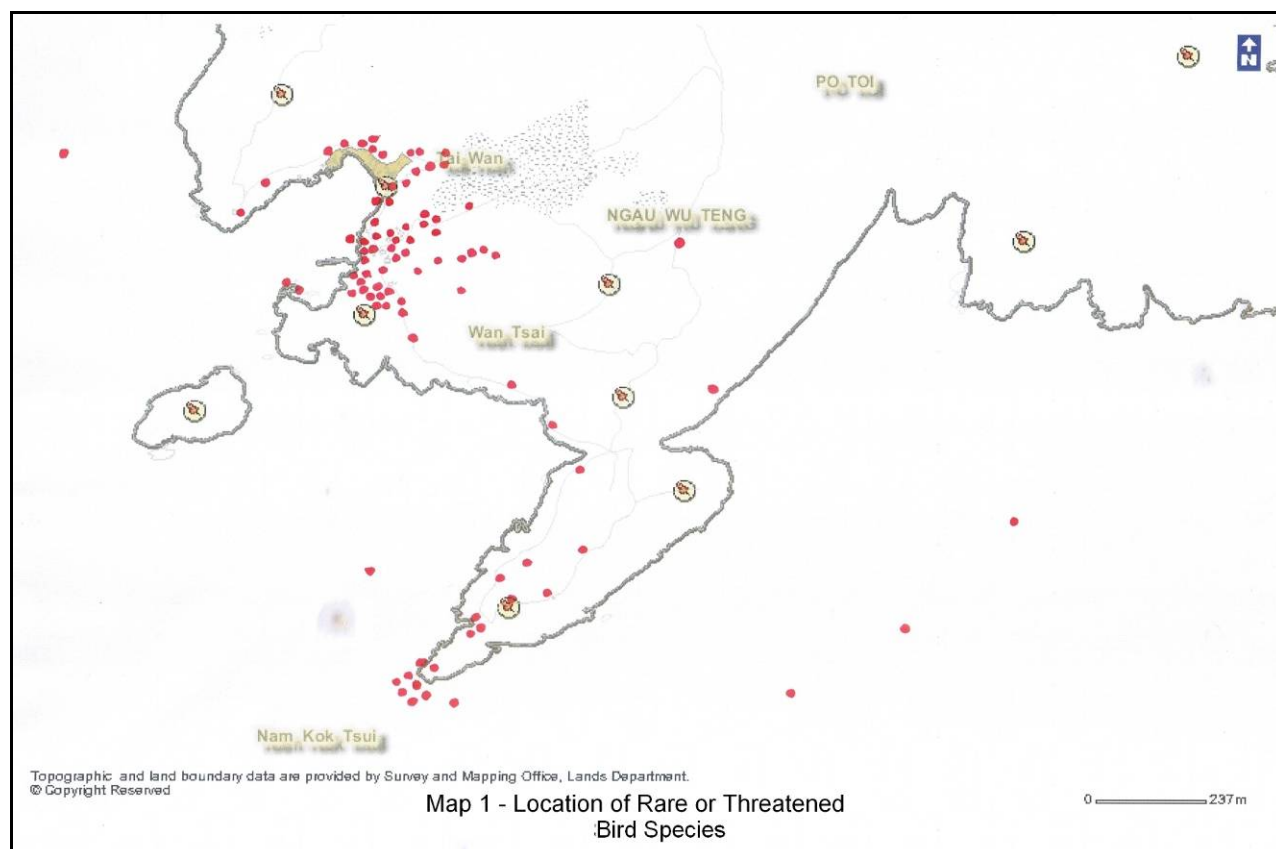 N
PO TOI
Tai Wan
NGAU WU TENG
Wan Tsai
Nam Kok Tsui
Topographic and land boundary data are provided by Survey and Mapping Office, Lands Department.
© Copyright Reserved
Map 1 - Location of Rare or Threatened
Bird Species
0 237m